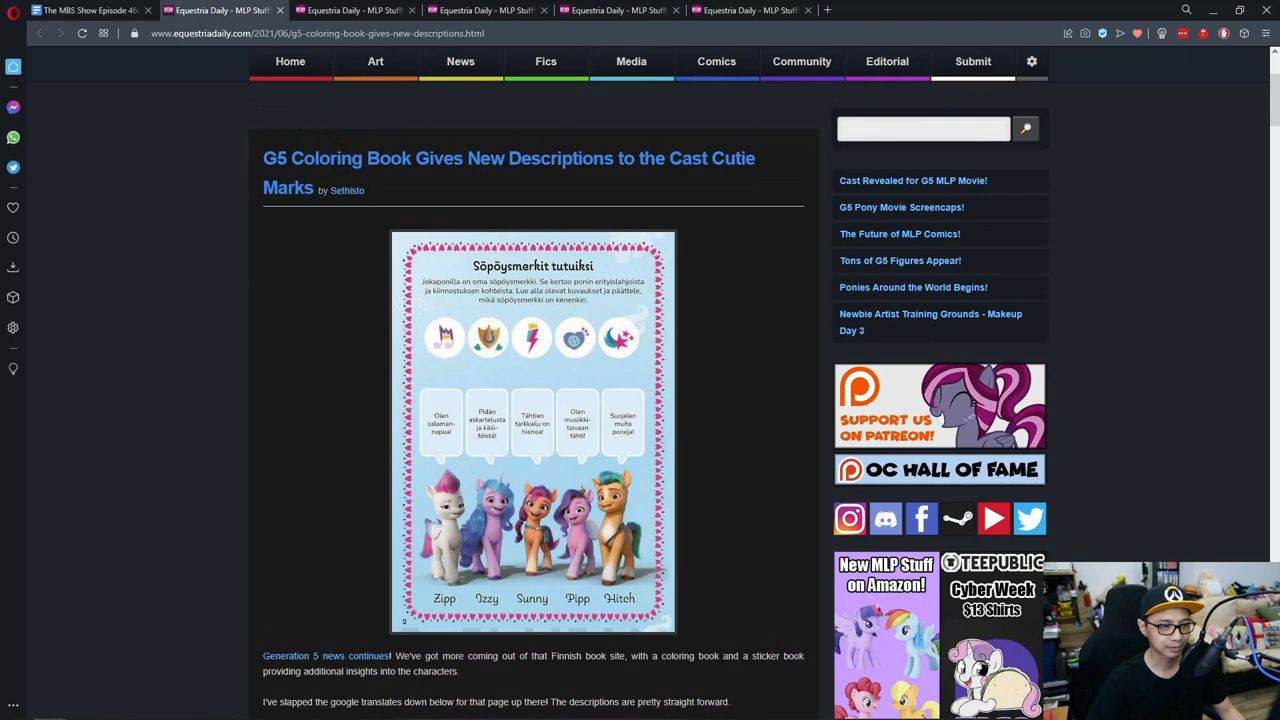 The MBS Show Episode 46
Equestria Daily - MLP Stuff!
Equestria Daily - MLP Stuff!
Equestria Daily - MLP Stuff!
Equestria Daily - MLP Stuff!
Equestria Daily - MLP Stuff!
www.equestriadaily.com/2021/06/g5-coloring-book-gives-new-descriptions.html
Home
Art
News
Fics
Media
Comics
Community
Editorial
Submit
G5 Coloring Book Gives New Descriptions to the Cast Cutie
Marks by Sethisto
Söpöysmerkit tutuiksi
Jokaponilla on oma söpöysmerkki. Se kertoo ponin erityislahjoista
ja kiinnostuksen kohteista. Lue alla olevat kuvaukset ja päättele,
mikä söpöysmerkki on kenenkin.
Olen
salaman-
nopea!
Pidän
askartelusta
ja käsi-
töistä!
Tähtien
tarkkailu on
hienoa!
Olen
musiikki-
taivaan
tähti!
Suojelen
muita
poneja!
Zipp
Izzy
Sunny
Pipp
Hitch
2
Generation 5 news continues! We've got more coming out of that Finnish book site, with a coloring book and a sticker book
providing additional insights into the characters.
I've slapped the google translates down below for that page up there! The descriptions are pretty straight forward.
Cast Revealed for G5 MLP Movie!
G5 Pony Movie Screencaps!
The Future of MLP Comics!
Tons of G5 Figures Appear!
Ponies Around the World Begins!
Newbie Artist Training Grounds - Makeup
Day 3
SUPPORT US
ON PATREON!
OC HALL OF FAME
New MLP Stuff
on Amazon!
TEEPUBLIC
Cyber Week
$13 Shirts